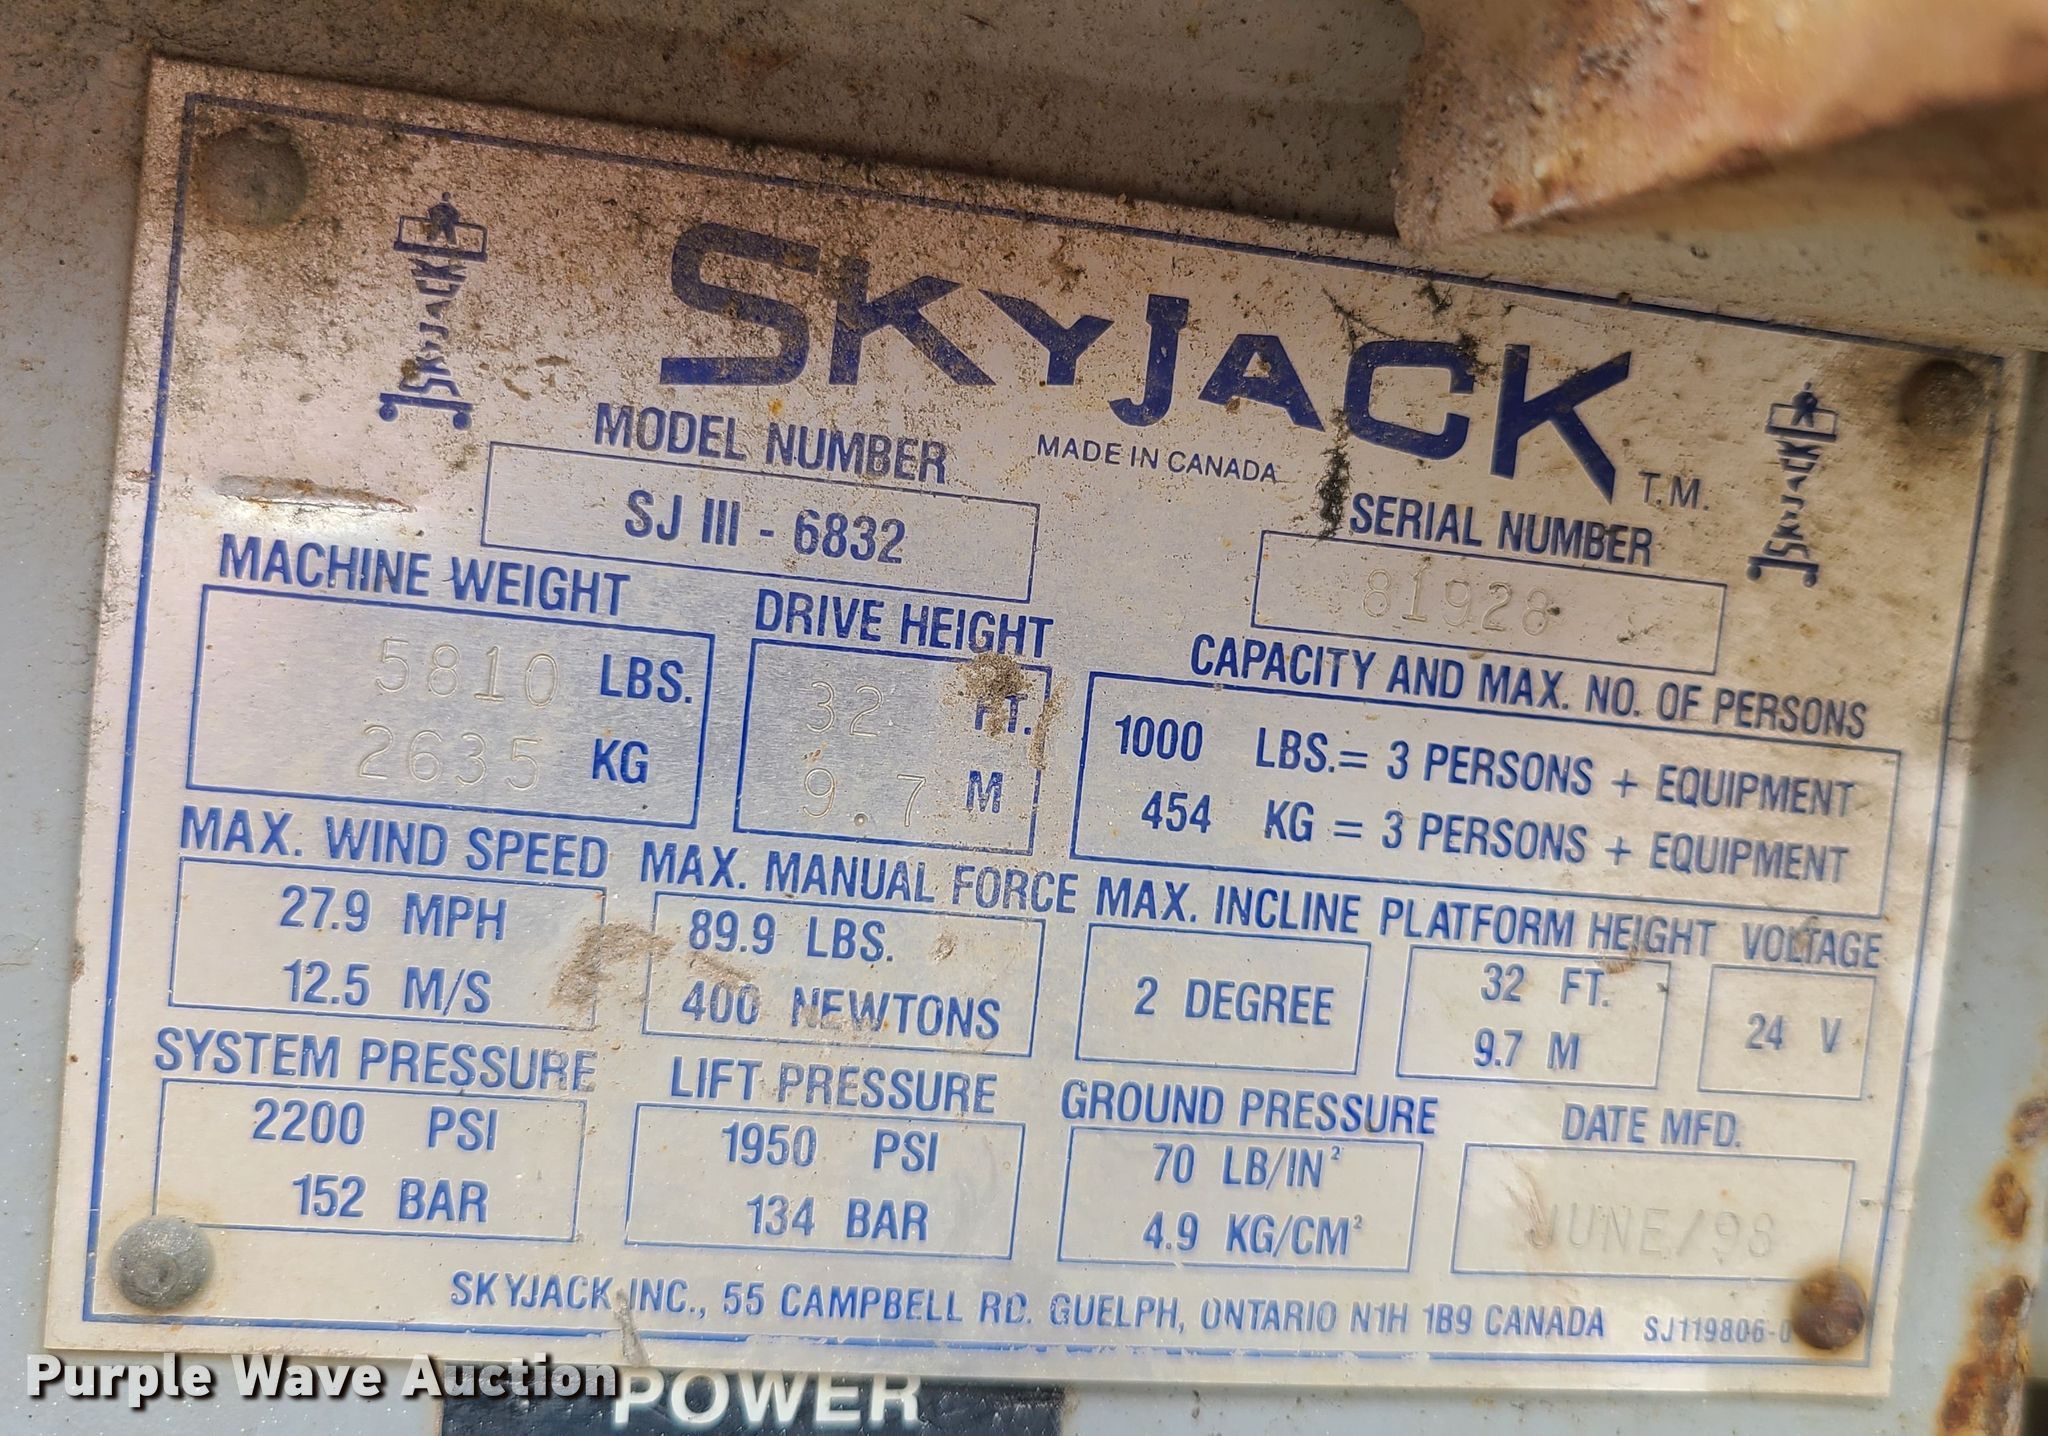 SKYJACK
SKYJACK T.M.
SKYJACK
MADE IN CANADA
MODEL NUMBER
SJ III - 6832
SERIAL NUMBER
81928
MACHINE WEIGHT
5810 LBS.
2635 KG
DRIVE HEIGHT
32 FT.
9.7 M
CAPACITY AND MAX. NO. OF PERSONS
1000 LBS.= 3 PERSONS + EQUIPMENT
454 KG = 3 PERSONS + EQUIPMENT
MAX. WIND SPEED
27.9 MPH
12.5 M/S
MAX. MANUAL FORCE
89.9 LBS.
400 NEWTONS
MAX. INCLINE
2 DEGREE
PLATFORM HEIGHT
32 FT.
9.7 M
VOLTAGE
24 V
SYSTEM PRESSURE
2200 PSI
152 BAR
LIFT PRESSURE
1950 PSI
134 BAR
GROUND PRESSURE
70 LB/IN²
4.9 KG/CM²
DATE MFD.
JUNE/98
SKYJACK INC., 55 CAMPBELL RD. GUELPH, ONTARIO N1H 1B9 CANADA
Purple Wave Auction
POWER